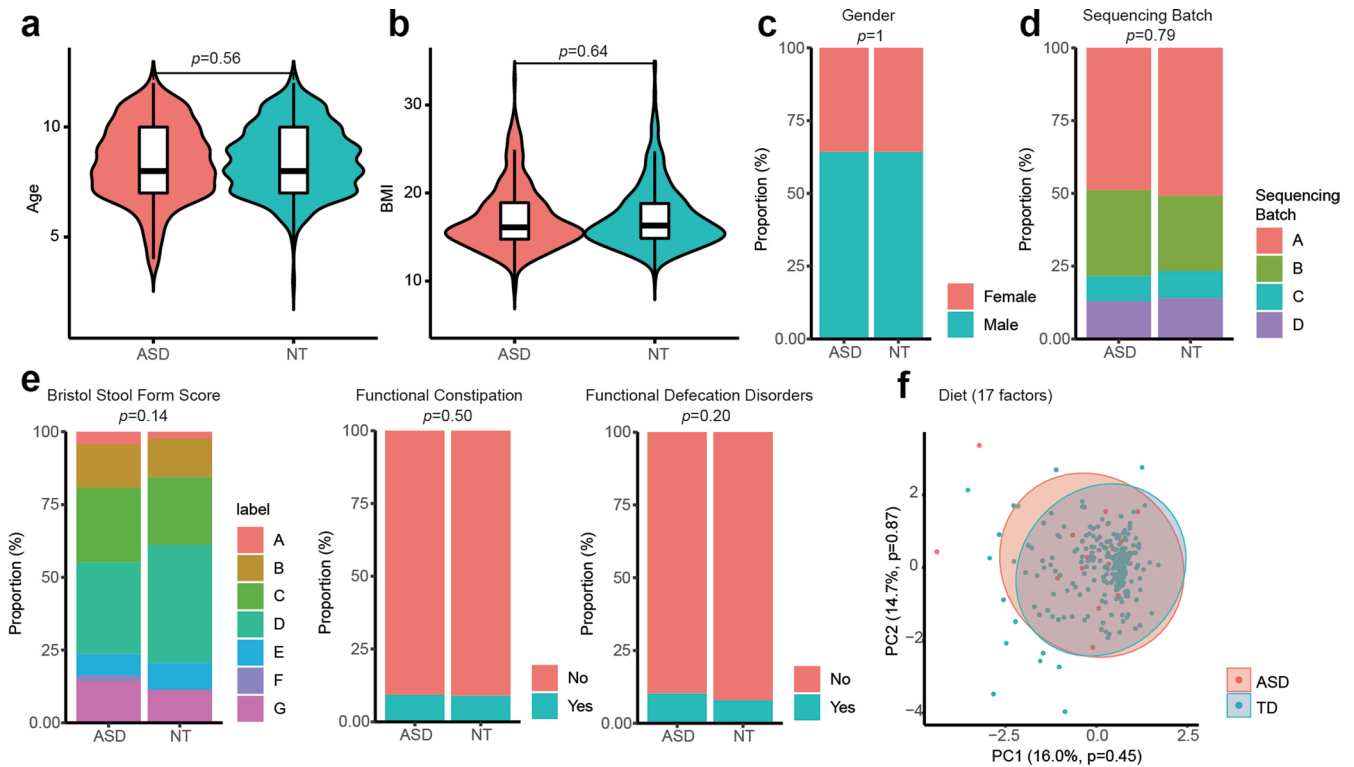 a
p=0.56
Age
10
5
ASD
NT
b
p=0.64
BMI
30
20
10
ASD
NT
c
Gender
p=1
Proportion (%)
100
75
50
25
0.00
ASD
NT
Female
Male
d
Sequencing Batch
p=0.79
Proportion (%)
100
75
50
25
0.00
ASD
NT
Sequencing
Batch
A
B
C
D
e
Bristol Stool Form Score
p=0.14
Proportion (%)
100
75
50
25
0.00
ASD
NT
label
A
B
C
D
E
F
G
Functional Constipation
p=0.50
Proportion (%)
100
75
50
25
0.00
ASD
NT
No
Yes
Functional Defecation Disorders
p=0.20
Proportion (%)
100
75
50
25
0.00
ASD
NT
No
Yes
f
Diet (17 factors)
PC2 (14.7%, p=0.87)
2
0
−2
−4
−2.5
0.0
2.5
PC1 (16.0%, p=0.45)
ASD
TD